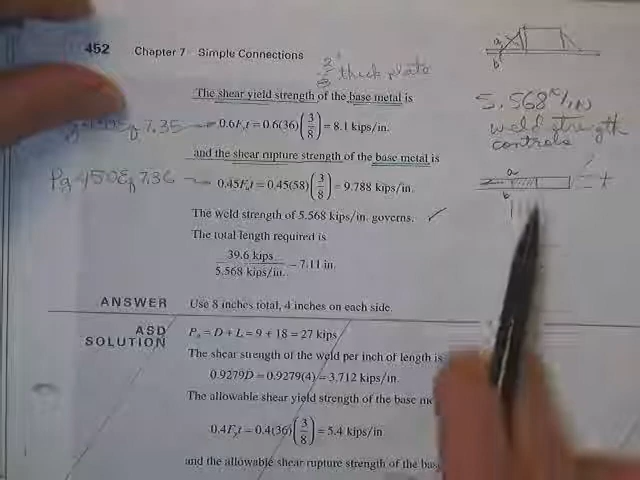 452 Chapter 7 Simple Connections
3/8" thick plate
The shear yield strength of the base metal is
7.35 0.6Fyt = 0.6(36)(3/8) = 8.1 kips/in.
and the shear rupture strength of the base metal is
Pg 450 Eq 7.36 0.45Fut = 0.45(58)(3/8) = 9.788 kips/in.
The weld strength of 5.568 kips/in. governs. ✓
The total length required is
39.6 kips / 5.568 kips/in. = 7.11 in.
ANSWER Use 8 inches total, 4 inches on each side.
ASD SOLUTION Pa = D + L = 9 + 18 = 27 kips
The shear strength of the weld per inch of length is
0.9279D = 0.9279(4) = 3.712 kips/in.
The allowable shear yield strength of the base
0.4Fyt = 0.4(36)(3/8) = 5.4 kips/in
and the allowable shear rupture strength of the
a
b
5.568 K/IN
weld strength
controls
a
b
t